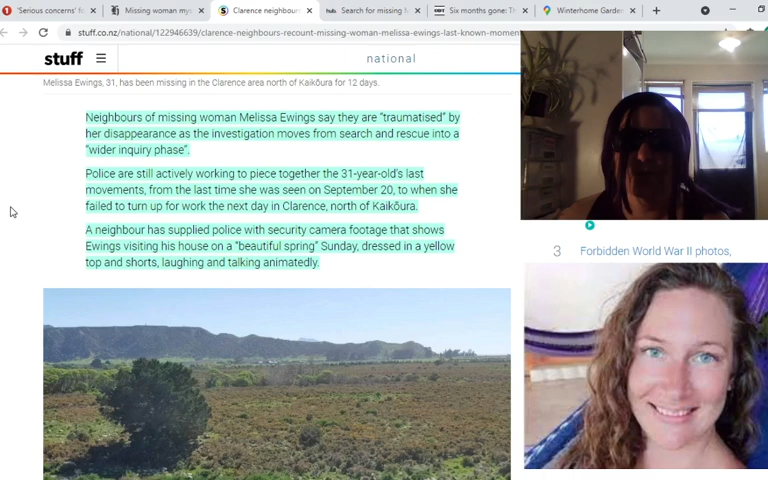 'Serious concerns' fo
Missing woman mys
Clarence neighbour
Search for missing M
Six months gone: Th
Winterhome Garden
stuff.co.nz/national/122946639/clarence-neighbours-recount-missing-woman-melissa-ewings-last-known-momen
stuff
national
Melissa Ewings, 31, has been missing in the Clarence area north of Kaikōura for 12 days.
Neighbours of missing woman Melissa Ewings say they are “traumatised” by
her disappearance as the investigation moves from search and rescue into a
“wider inquiry phase”.
Police are still actively working to piece together the 31-year-old's last
movements, from the last time she was seen on September 20, to when she
failed to turn up for work the next day in Clarence, north of Kaikōura.
A neighbour has supplied police with security camera footage that shows
Ewings visiting his house on a “beautiful spring” Sunday, dressed in a yellow
top and shorts, laughing and talking animatedly.
3 Forbidden World War II photos,